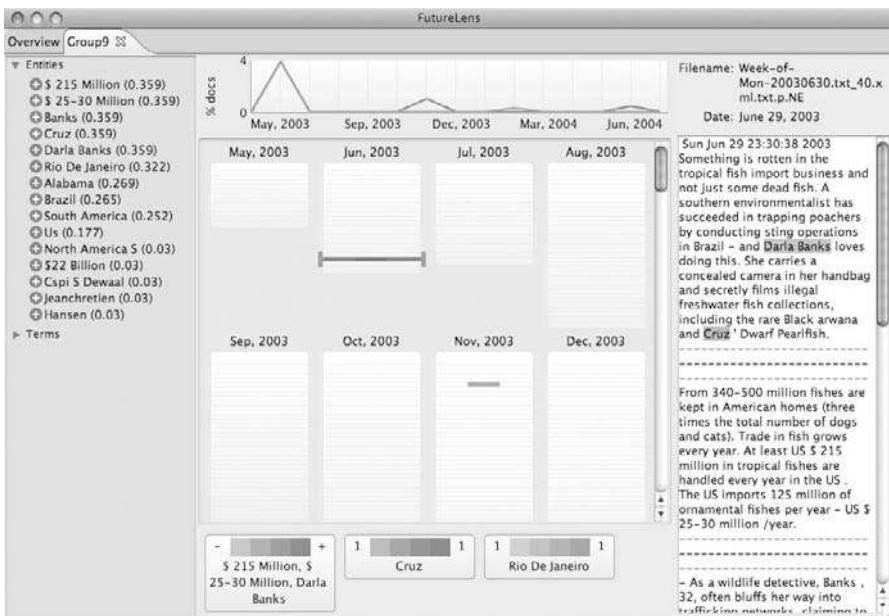 FutureLens
Overview Group9
Entities
$ 215 Million (0.359)
$ 25-30 Million (0.359)
Banks (0.359)
Cruz (0.359)
Darla Banks (0.359)
Rio De Janeiro (0.322)
Alabama (0.269)
Brazil (0.265)
South America (0.252)
Us (0.177)
North America S (0.03)
$22 Billion (0.03)
Cspi S Dewaal (0.03)
Jeanchretien (0.03)
Hansen (0.03)
Terms
% docs
4
0
May, 2003 Sep, 2003 Dec, 2003 Mar, 2004 Jun, 2004
May, 2003 Jun, 2003 Jul, 2003 Aug, 2003
Sep, 2003 Oct, 2003 Nov, 2003 Dec, 2003
- +
$ 215 Million, $
25-30 Million, Darla
Banks
1 1
Cruz
1 1
Rio De Janeiro
Filename: Week-of-
Mon-20030630.txt_40.x
ml.txt.p.NE
Date: June 29, 2003
Sun Jun 29 23:30:38 2003
Something is rotten in the
tropical fish import business and
not just some dead fish. A
southern environmentalist has
succeeded in trapping poachers
by conducting sting operations
in Brazil - and Darla Banks loves
doing this. She carries a
concealed camera in her handbag
and secretly films illegal
freshwater fish collections,
including the rare Black arwana
and Cruz ' Dwarf Pearlfish.
--------------------------------
--------------------------------
--------------------------------
From 340-500 million fishes are
kept in American homes (three
times the total number of dogs
and cats). Trade in fish grows
every year. At least US $ 215
million in tropical fishes are
handled every year in the US .
The US imports 125 million of
ornamental fishes per year - US $
25-30 million /year.
--------------------------------
--------------------------------
--------------------------------
- As a wildlife detective, Banks ,
32, often bluffs her way into
trafficking networks, claiming to